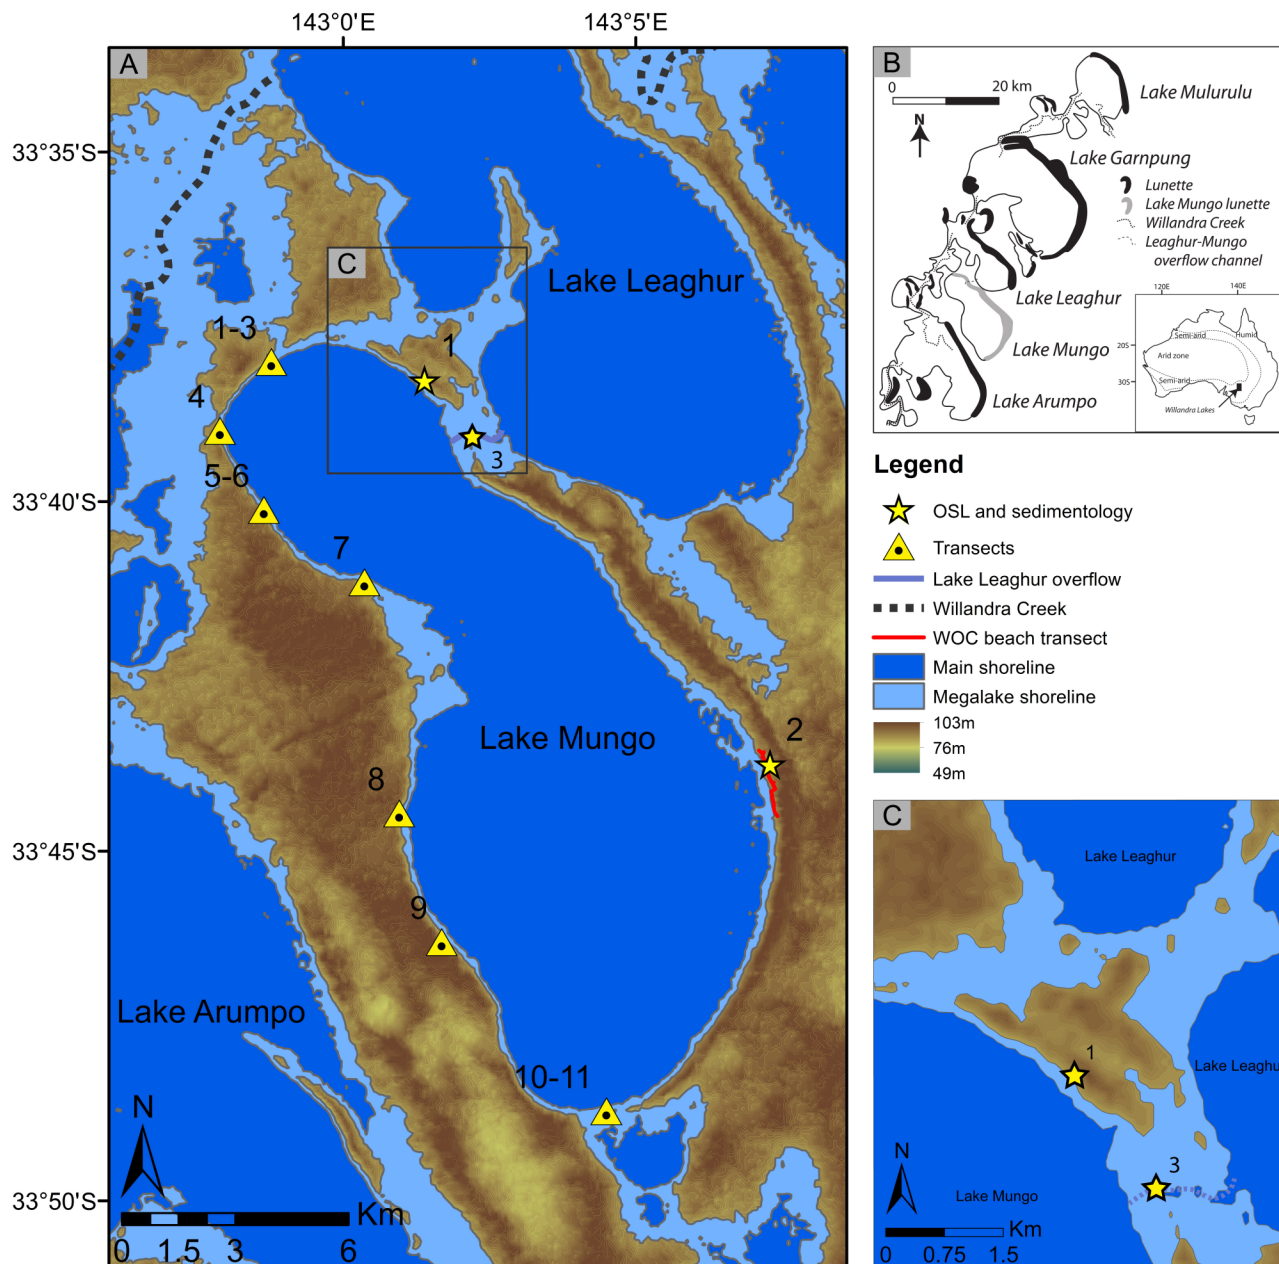 143°0'E
143°5'E
A
33°35'S
33°40'S
33°45'S
33°50'S
Lake Leaghur
C
1-3
1
4
3
5-6
7
2
Lake Mungo
8
9
Lake Arumpo
10-11
N
Km
0 1.5 3 6
B
0 20 km
N
Lake Mulurulu
Lake Garnpung
Lunette
Lake Mungo lunette
Willandra Creek
Leaghur-Mungo
overflow channel
Lake Leaghur
Lake Mungo
Lake Arumpo
120E 140E
20S
30S
Semi-arid
Humid
Arid zone
Semi-arid
Willandra Lakes
Legend
OSL and sedimentology
Transects
Lake Leaghur overflow
Willandra Creek
WOC beach transect
Main shoreline
Megalake shoreline
103m
76m
49m
C
Lake Leaghur
1
Lake Leaghu
3
N
Lake Mungo
Km
0 0.75 1.5